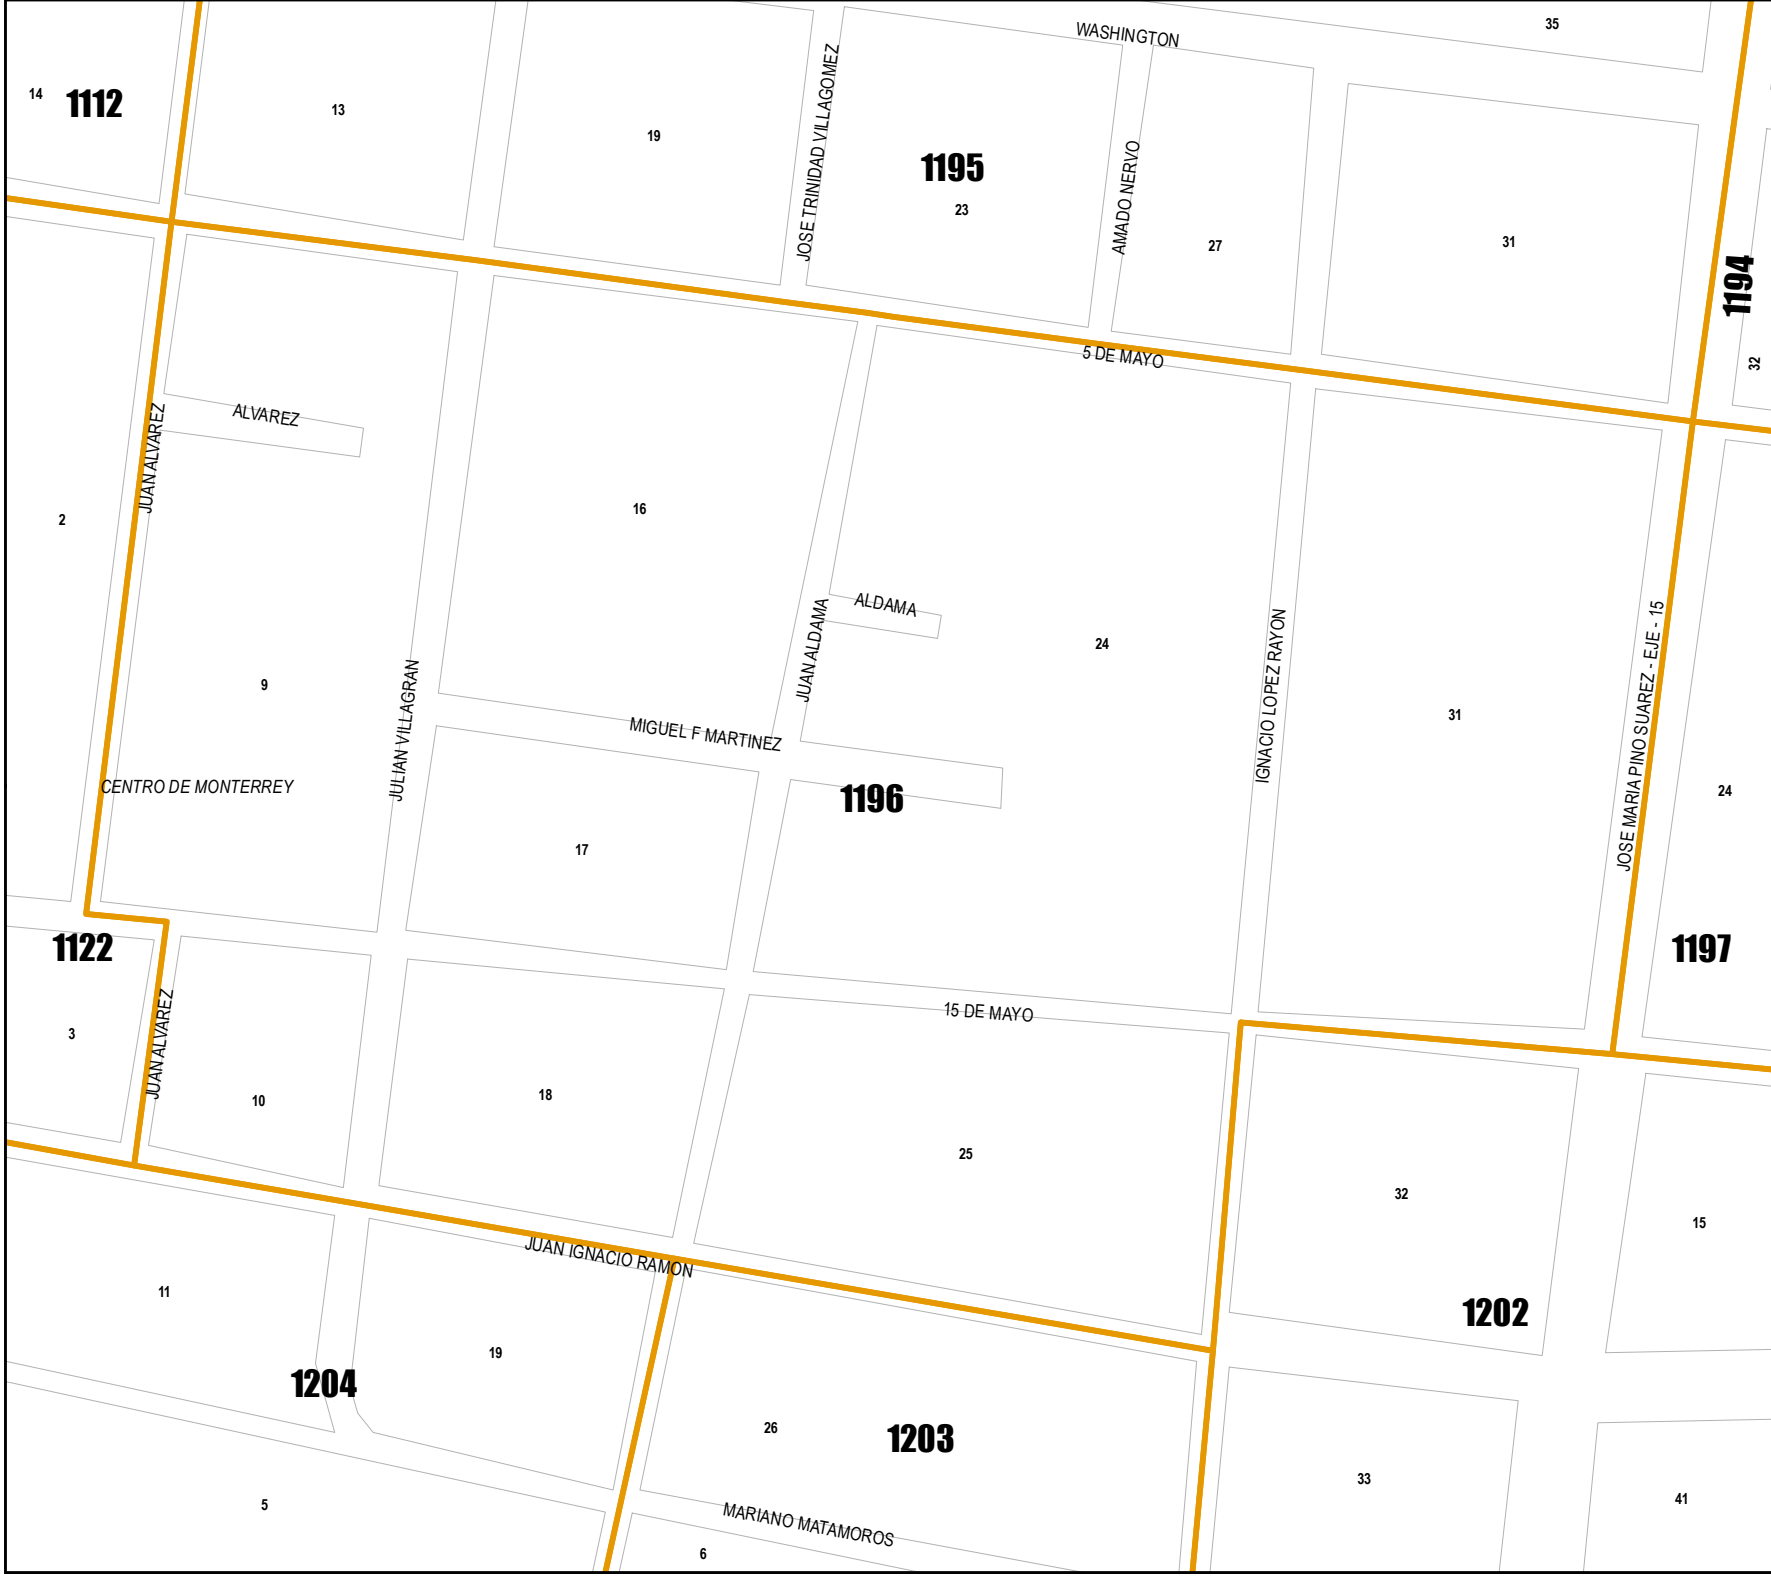 35
WASHINGTON
14
1112
13
19
JOSE TRINIDAD VILLAGOMEZ
1195
23
AMADO NERVO
27
31
1194
32
5 DE MAYO
ALVAREZ
JUAN ALVAREZ
2
16
ALDAMA
JUAN ALDAMA
24
IGNACIO LOPEZ RAYON
JOSE MARIA PINO SUAREZ - EJE - 15
9
JULIAN VILLAGRAN
31
MIGUEL F MARTINEZ
CENTRO DE MONTERREY
1196
24
17
1122
1197
15 DE MAYO
3
JUAN ALVAREZ
10
18
25
32
15
JUAN IGNACIO RAMON
11
1202
19
1204
26
1203
33
41
5
MARIANO MATAMOROS
6